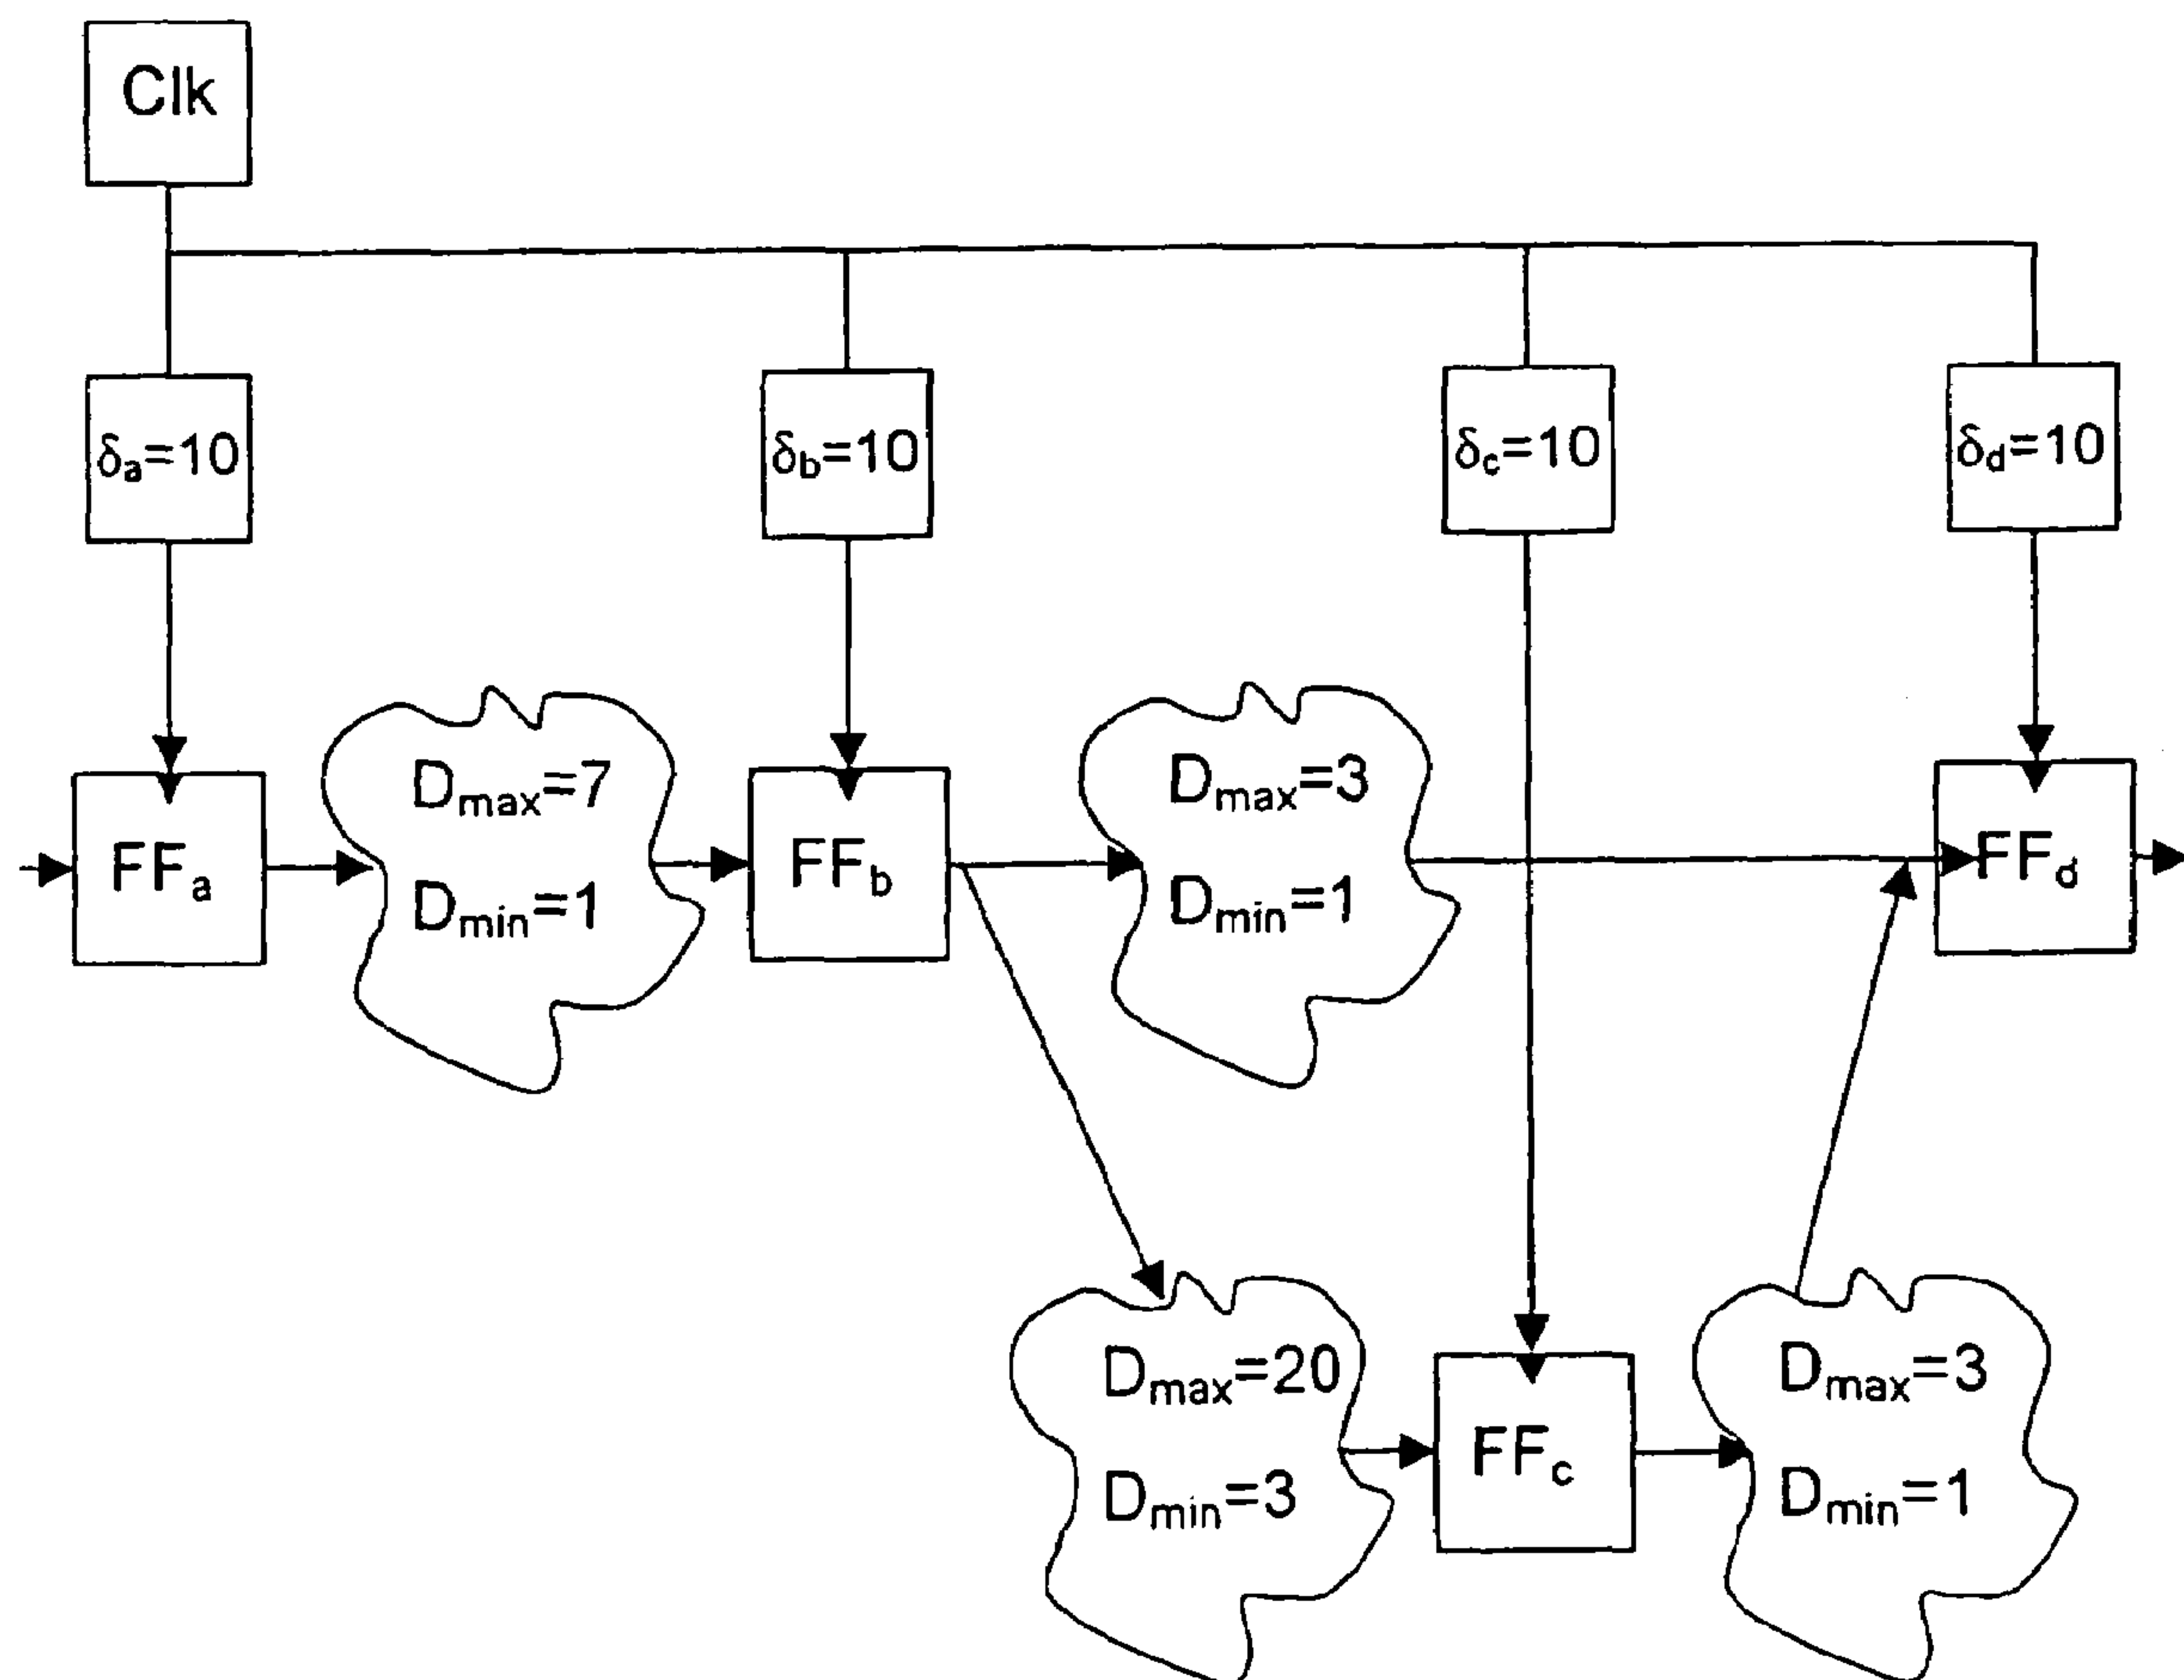 Clk
δa=10
δb=10
δc=10
δd=10
Dmax=7
Dmin=1
Dmax=3
Dmin=1
FFa
FFb
FFd
Dmax=20
Dmin=3
FFc
Dmax=3
Dmin=1